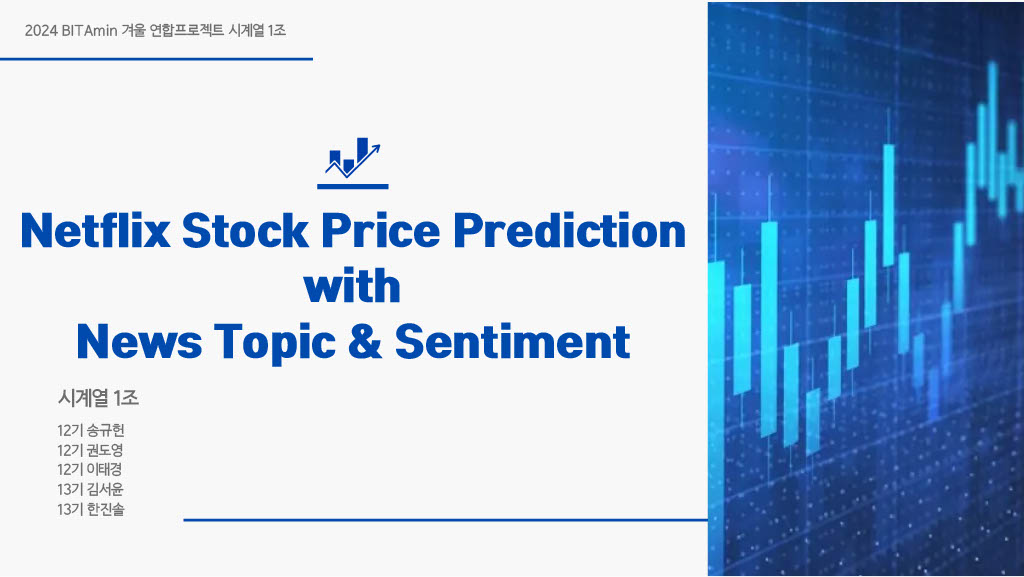 2024 BITAmin 겨울 연합프로젝트 시계열 1조
Netflix Stock Price Prediction
with
News Topic & Sentiment
시계열 1조
12기 송규헌
12기 권도영
12기 이태경
13기 김서윤
13기 한진솔